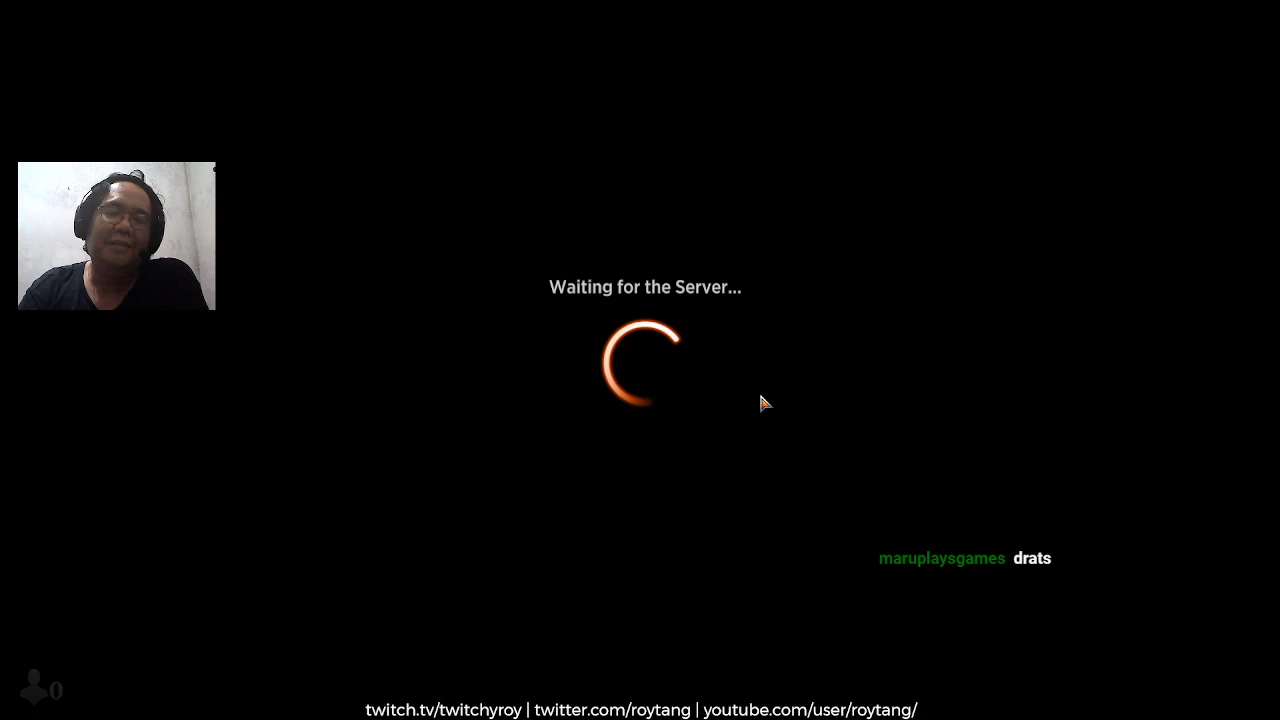 Waiting for the Server...
maruplaysgames drats
0
twitch.tv/twitchyroy | twitter.com/roytang | youtube.com/user/roytang/